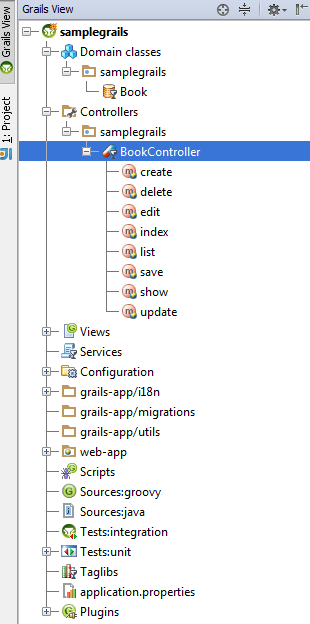 Grails View
Grails View
1: Project
samplegrails
Domain classes
samplegrails
Book
Controllers
samplegrails
BookController
create
delete
edit
index
list
save
show
update
Views
Services
Configuration
grails-app/i18n
grails-app/migrations
grails-app/utils
web-app
Scripts
Sources:groovy
Sources:java
Tests:integration
Tests:unit
Taglibs
application.properties
Plugins